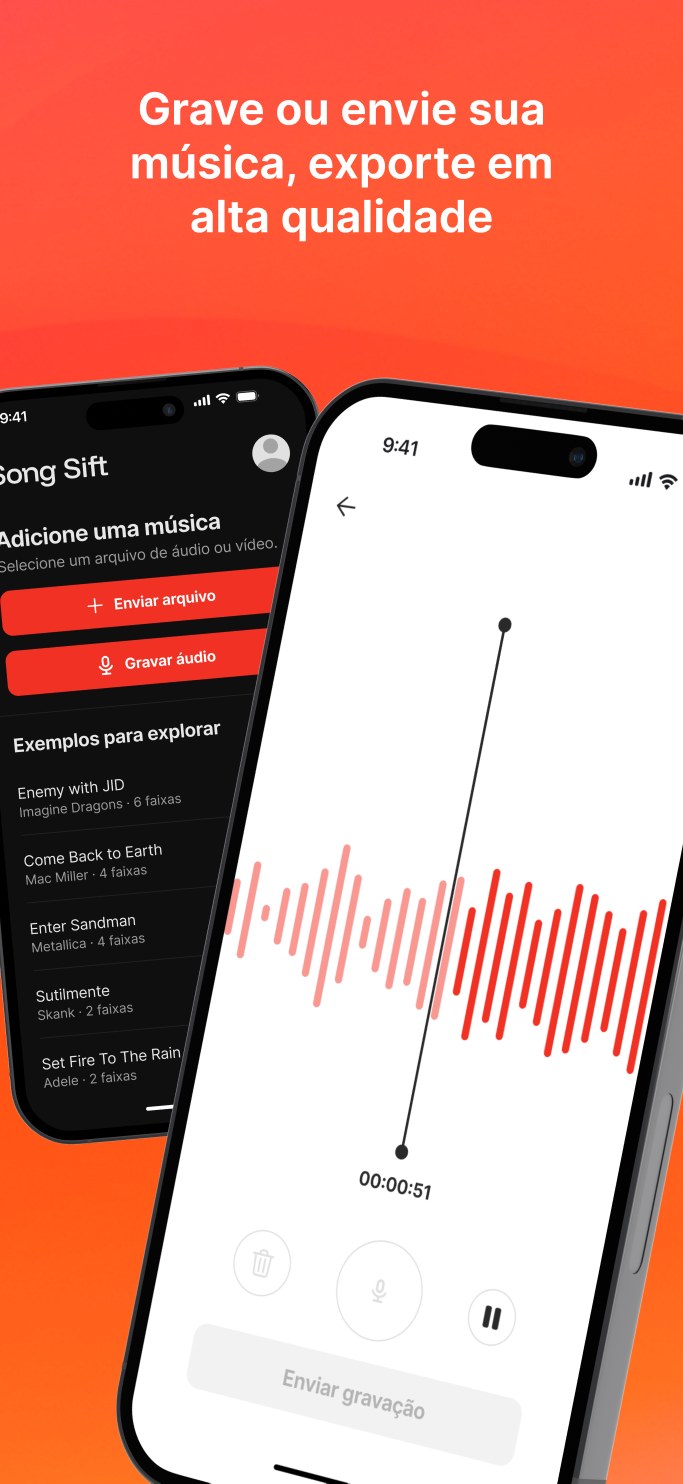 Grave ou envie sua
música, exporte em
alta qualidade
9:41
Song Sift
Adicione uma música
Selecione um arquivo de áudio ou vídeo.
Enviar arquivo
Gravar áudio
Exemplos para explorar
Enemy with JID
Imagine Dragons · 6 faixas
Come Back to Earth
Mac Miller · 4 faixas
Enter Sandman
Metallica · 4 faixas
Sutilmente
Skank · 2 faixas
Set Fire To The Rain
Adele · 2 faixas
9:41
00:00:51
Enviar gravação